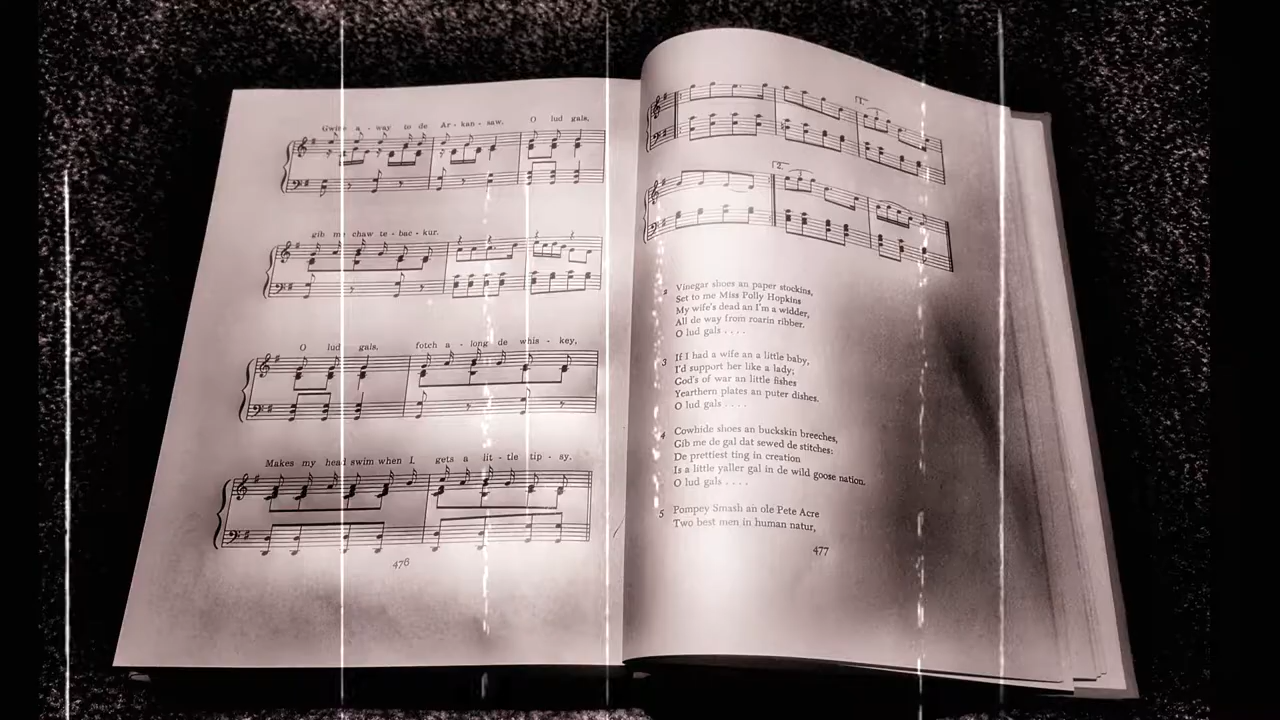 Gwine a - way to de Ar - kan - saw. O lud gals,
gib me chaw te - bac - kur.
O lud gals, fotch a - long de whis - key,
Makes my head swim when I gets a lit - tle tip - sy.
476
1.
2.
2 Vinegar shoes an paper stockins,
Set to me Miss Polly Hopkins
My wife's dead an I'm a widder,
All de way from roarin ribber.
O lud gals . . . .
3 If I had a wife an a little baby,
I'd support her like a lady;
God's of war an little fishes
Yearthern plates an puter dishes.
O lud gals . . . .
4 Cowhide shoes an buckskin breeches,
Gib me de gal dat sewed de stitches:
De prettiest ting in creation
Is a little yaller gal in de wild goose nation.
O lud gals . . . .
5 Pompey Smash an ole Pete Acre
Two best men in human natur,
477